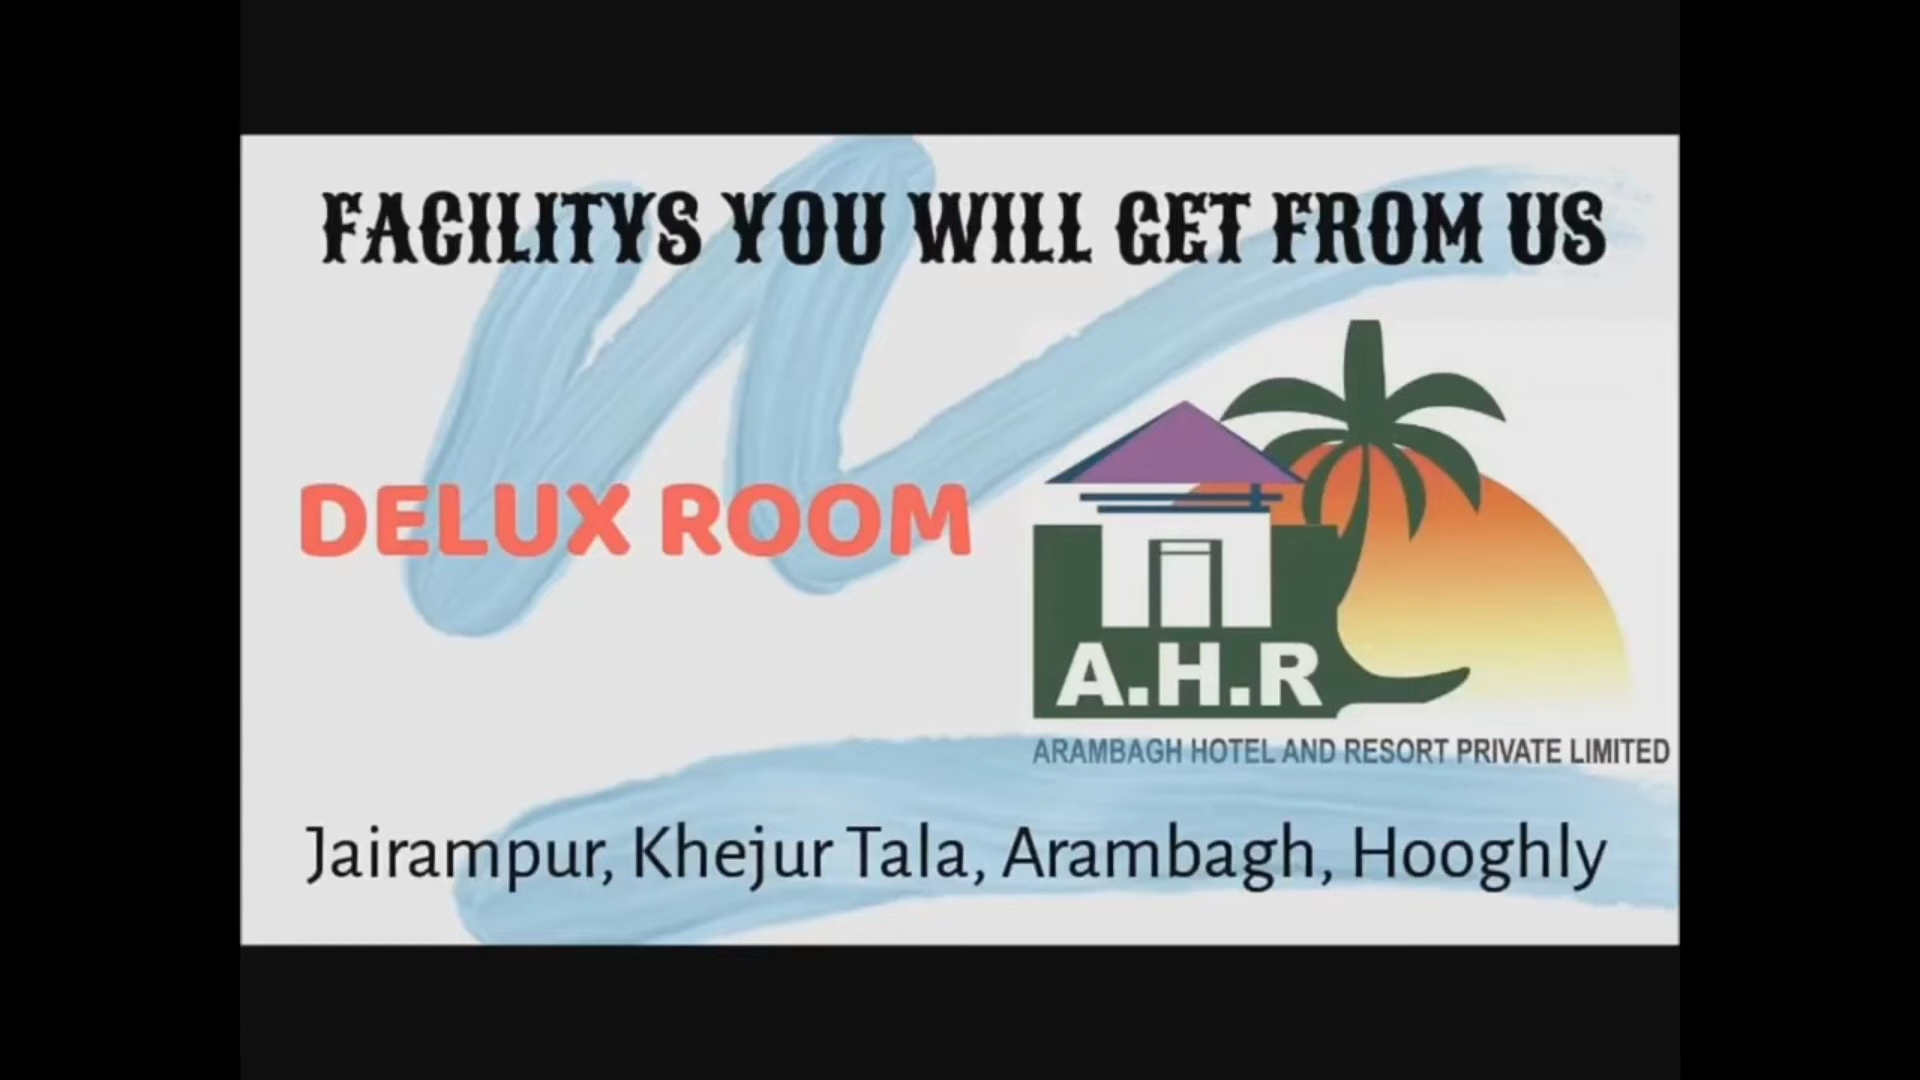 FACILITYS YOU WILL GET FROM US
DELUX ROOM
A.H.R
ARAMBAGH HOTEL AND RESORT PRIVATE LIMITED
Jairampur, Khejur Tala, Arambagh, Hooghly